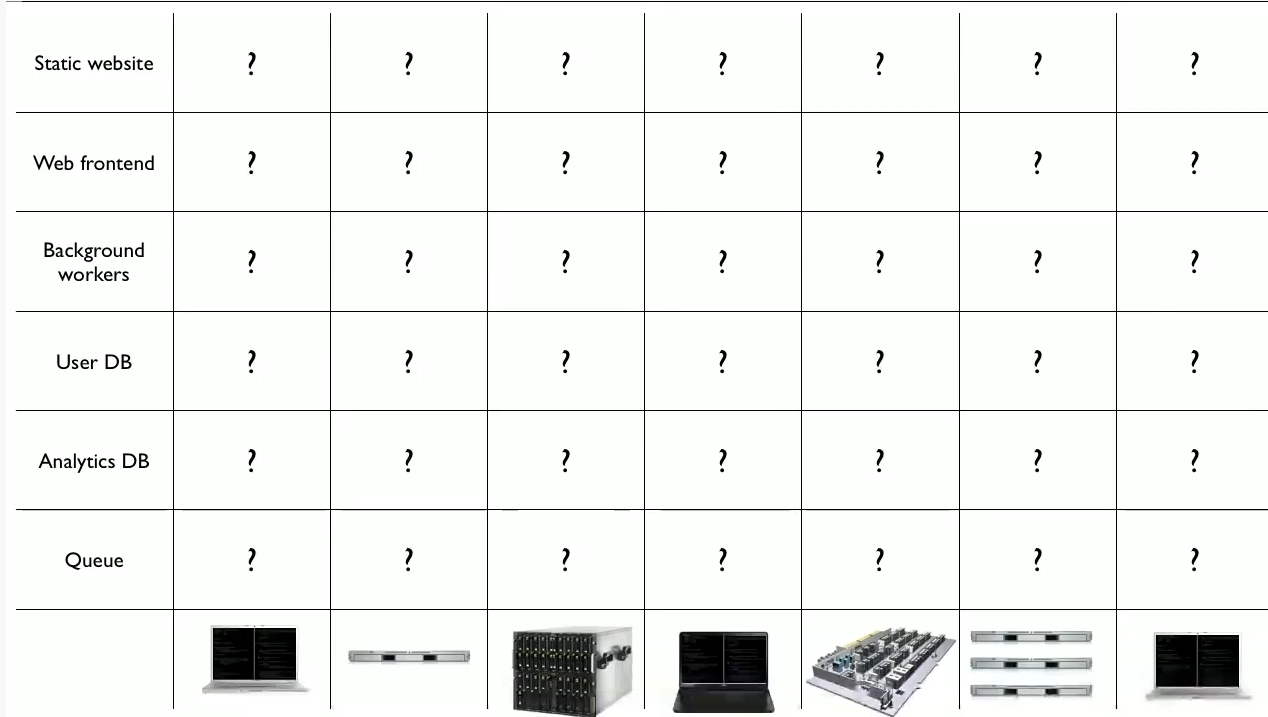 Static website ? ? ? ? ? ? ?
Web frontend ? ? ? ? ? ? ?
Background
workers ? ? ? ? ? ? ?
User DB ? ? ? ? ? ? ?
Analytics DB ? ? ? ? ? ? ?
Queue ? ? ? ? ? ? ?